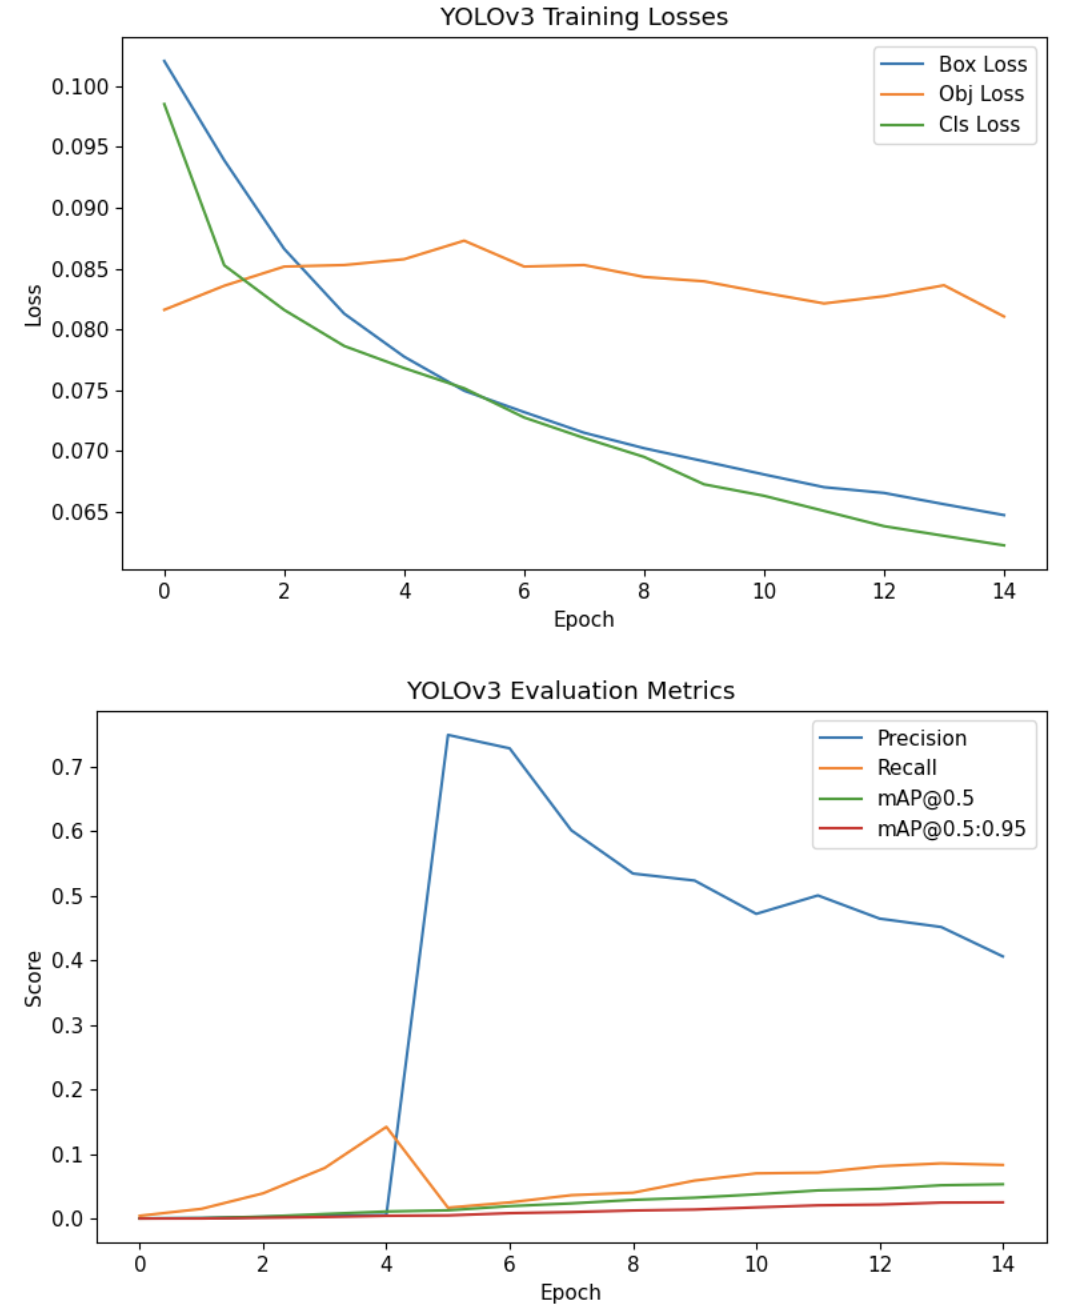 YOLOv3 Training Losses
Box Loss
Obj Loss
Cls Loss
0.100
0.095
0.090
0.085
0.080
0.075
0.070
0.065
Loss
0 2 4 6 8 10 12 14
Epoch
YOLOv3 Evaluation Metrics
Precision
Recall
mAP@0.5
mAP@0.5:0.95
0.7
0.6
0.5
0.4
0.3
0.2
0.1
0.0
Score
0 2 4 6 8 10 12 14
Epoch